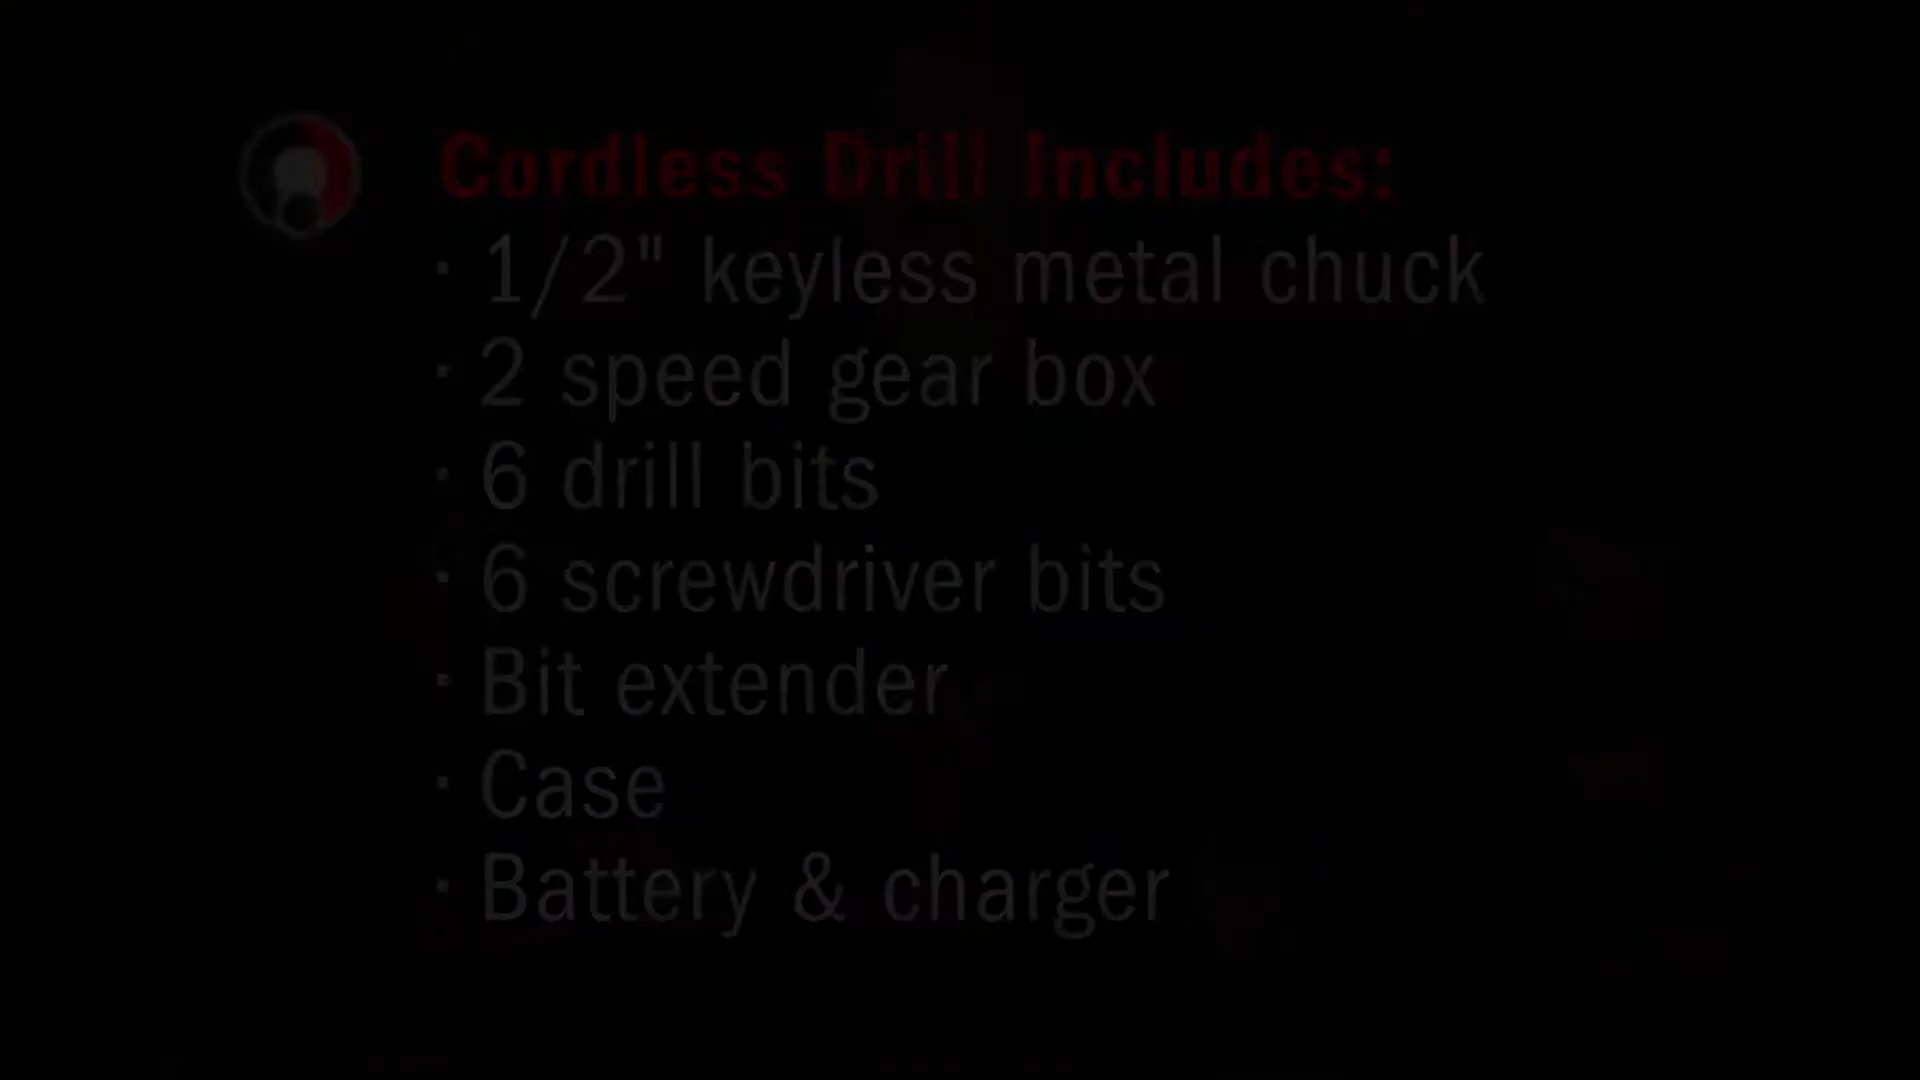 Cordless Drill Includes:
· 1/2" keyless metal chuck
· 2 speed gear box
· 6 drill bits
· 6 screwdriver bits
· Bit extender
· Case
· Battery & charger